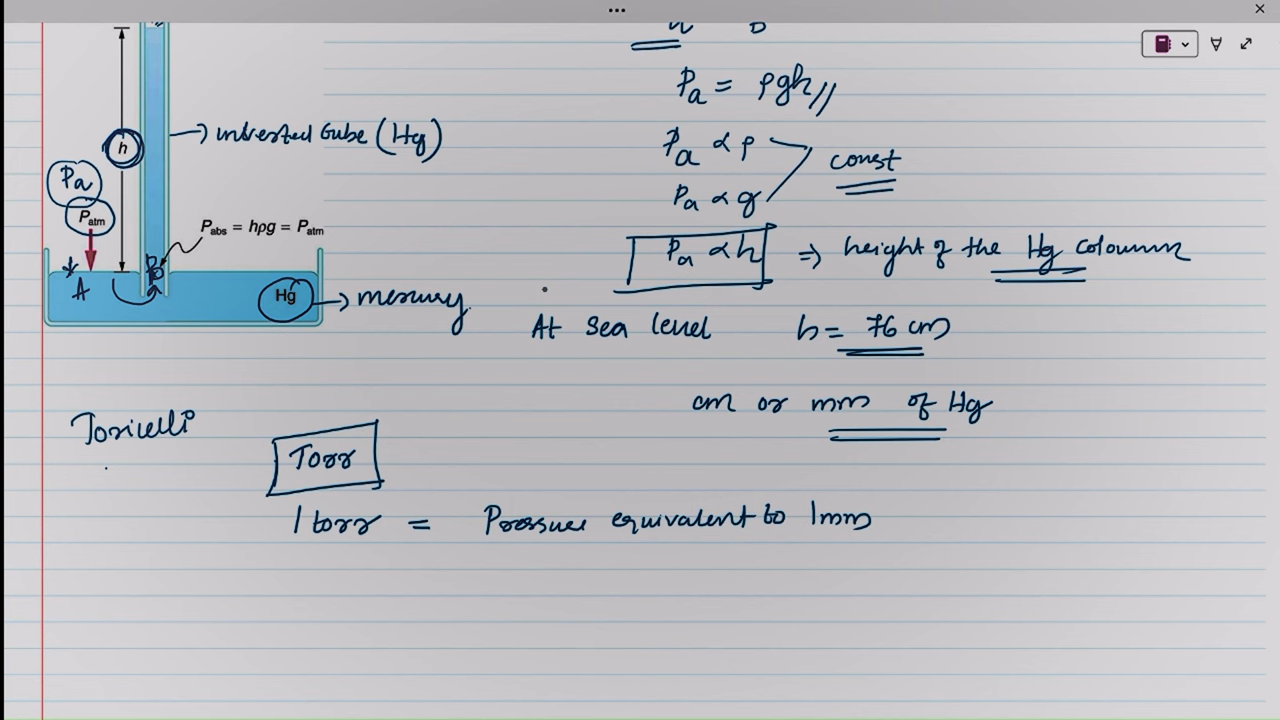 Pa = ρgh //
h
→ inverted tube (Hg)
Pa ∝ ρ
Pa ∝ g
const
Pa
Patm
Pabs = hρg = Patm
Pa ∝ h ⇒ height of the Hg coloumn
A
B
Hg → mercury
At sea level h = 76 cm
cm or mm of Hg
Toricelli
Torr
1 torr = Pressure equivalent to 1mm